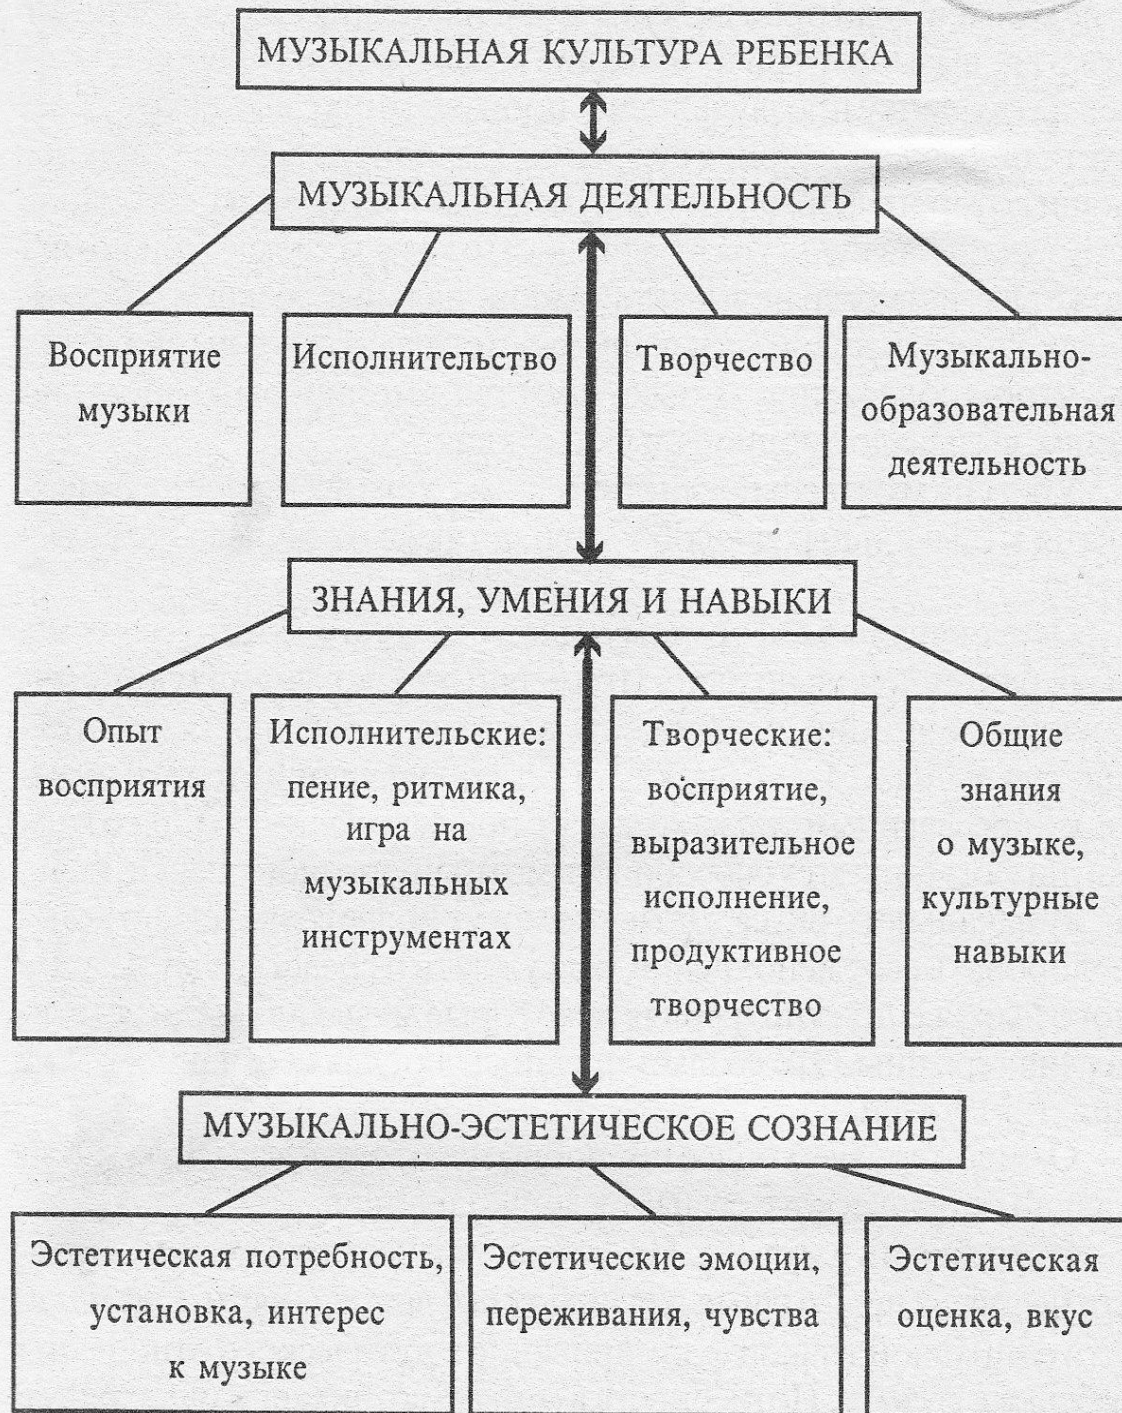 МУЗЫКАЛЬНАЯ КУЛЬТУРА РЕБЕНКА
МУЗЫКАЛЬНАЯ ДЕЯТЕЛЬНОСТЬ
Восприятие
музыки
Исполнительство
Творчество
Музыкально-
образовательная
деятельность
ЗНАНИЯ, УМЕНИЯ И НАВЫКИ
Опыт
восприятия
Исполнительские:
пение, ритмика,
игра на
музыкальных
инструментах
Творческие:
восприятие,
выразительное
исполнение,
продуктивное
творчество
Общие
знания
о музыке,
культурные
навыки
МУЗЫКАЛЬНО-ЭСТЕТИЧЕСКОЕ СОЗНАНИЕ
Эстетическая потребность,
установка, интерес
к музыке
Эстетические эмоции,
переживания, чувства
Эстетическая
оценка, вкус